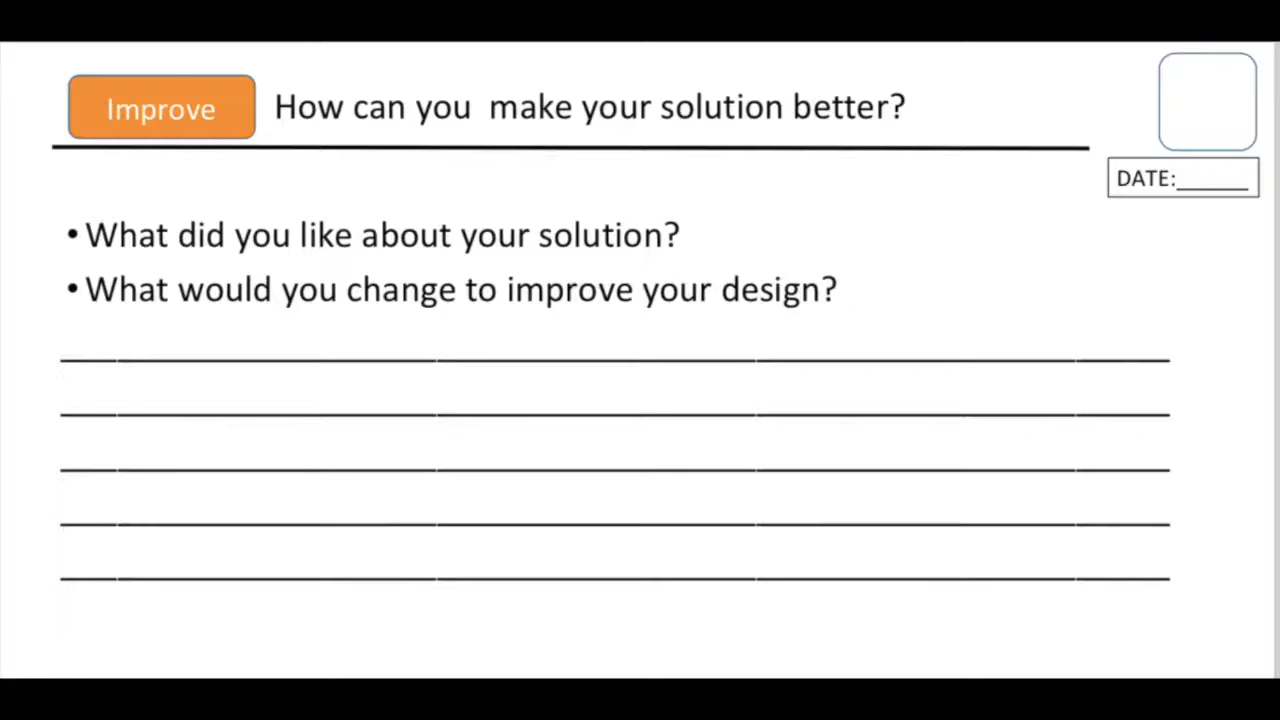 Improve How can you  make your solution better?
DATE:______
• What did you like about your solution?
• What would you change to improve your design?